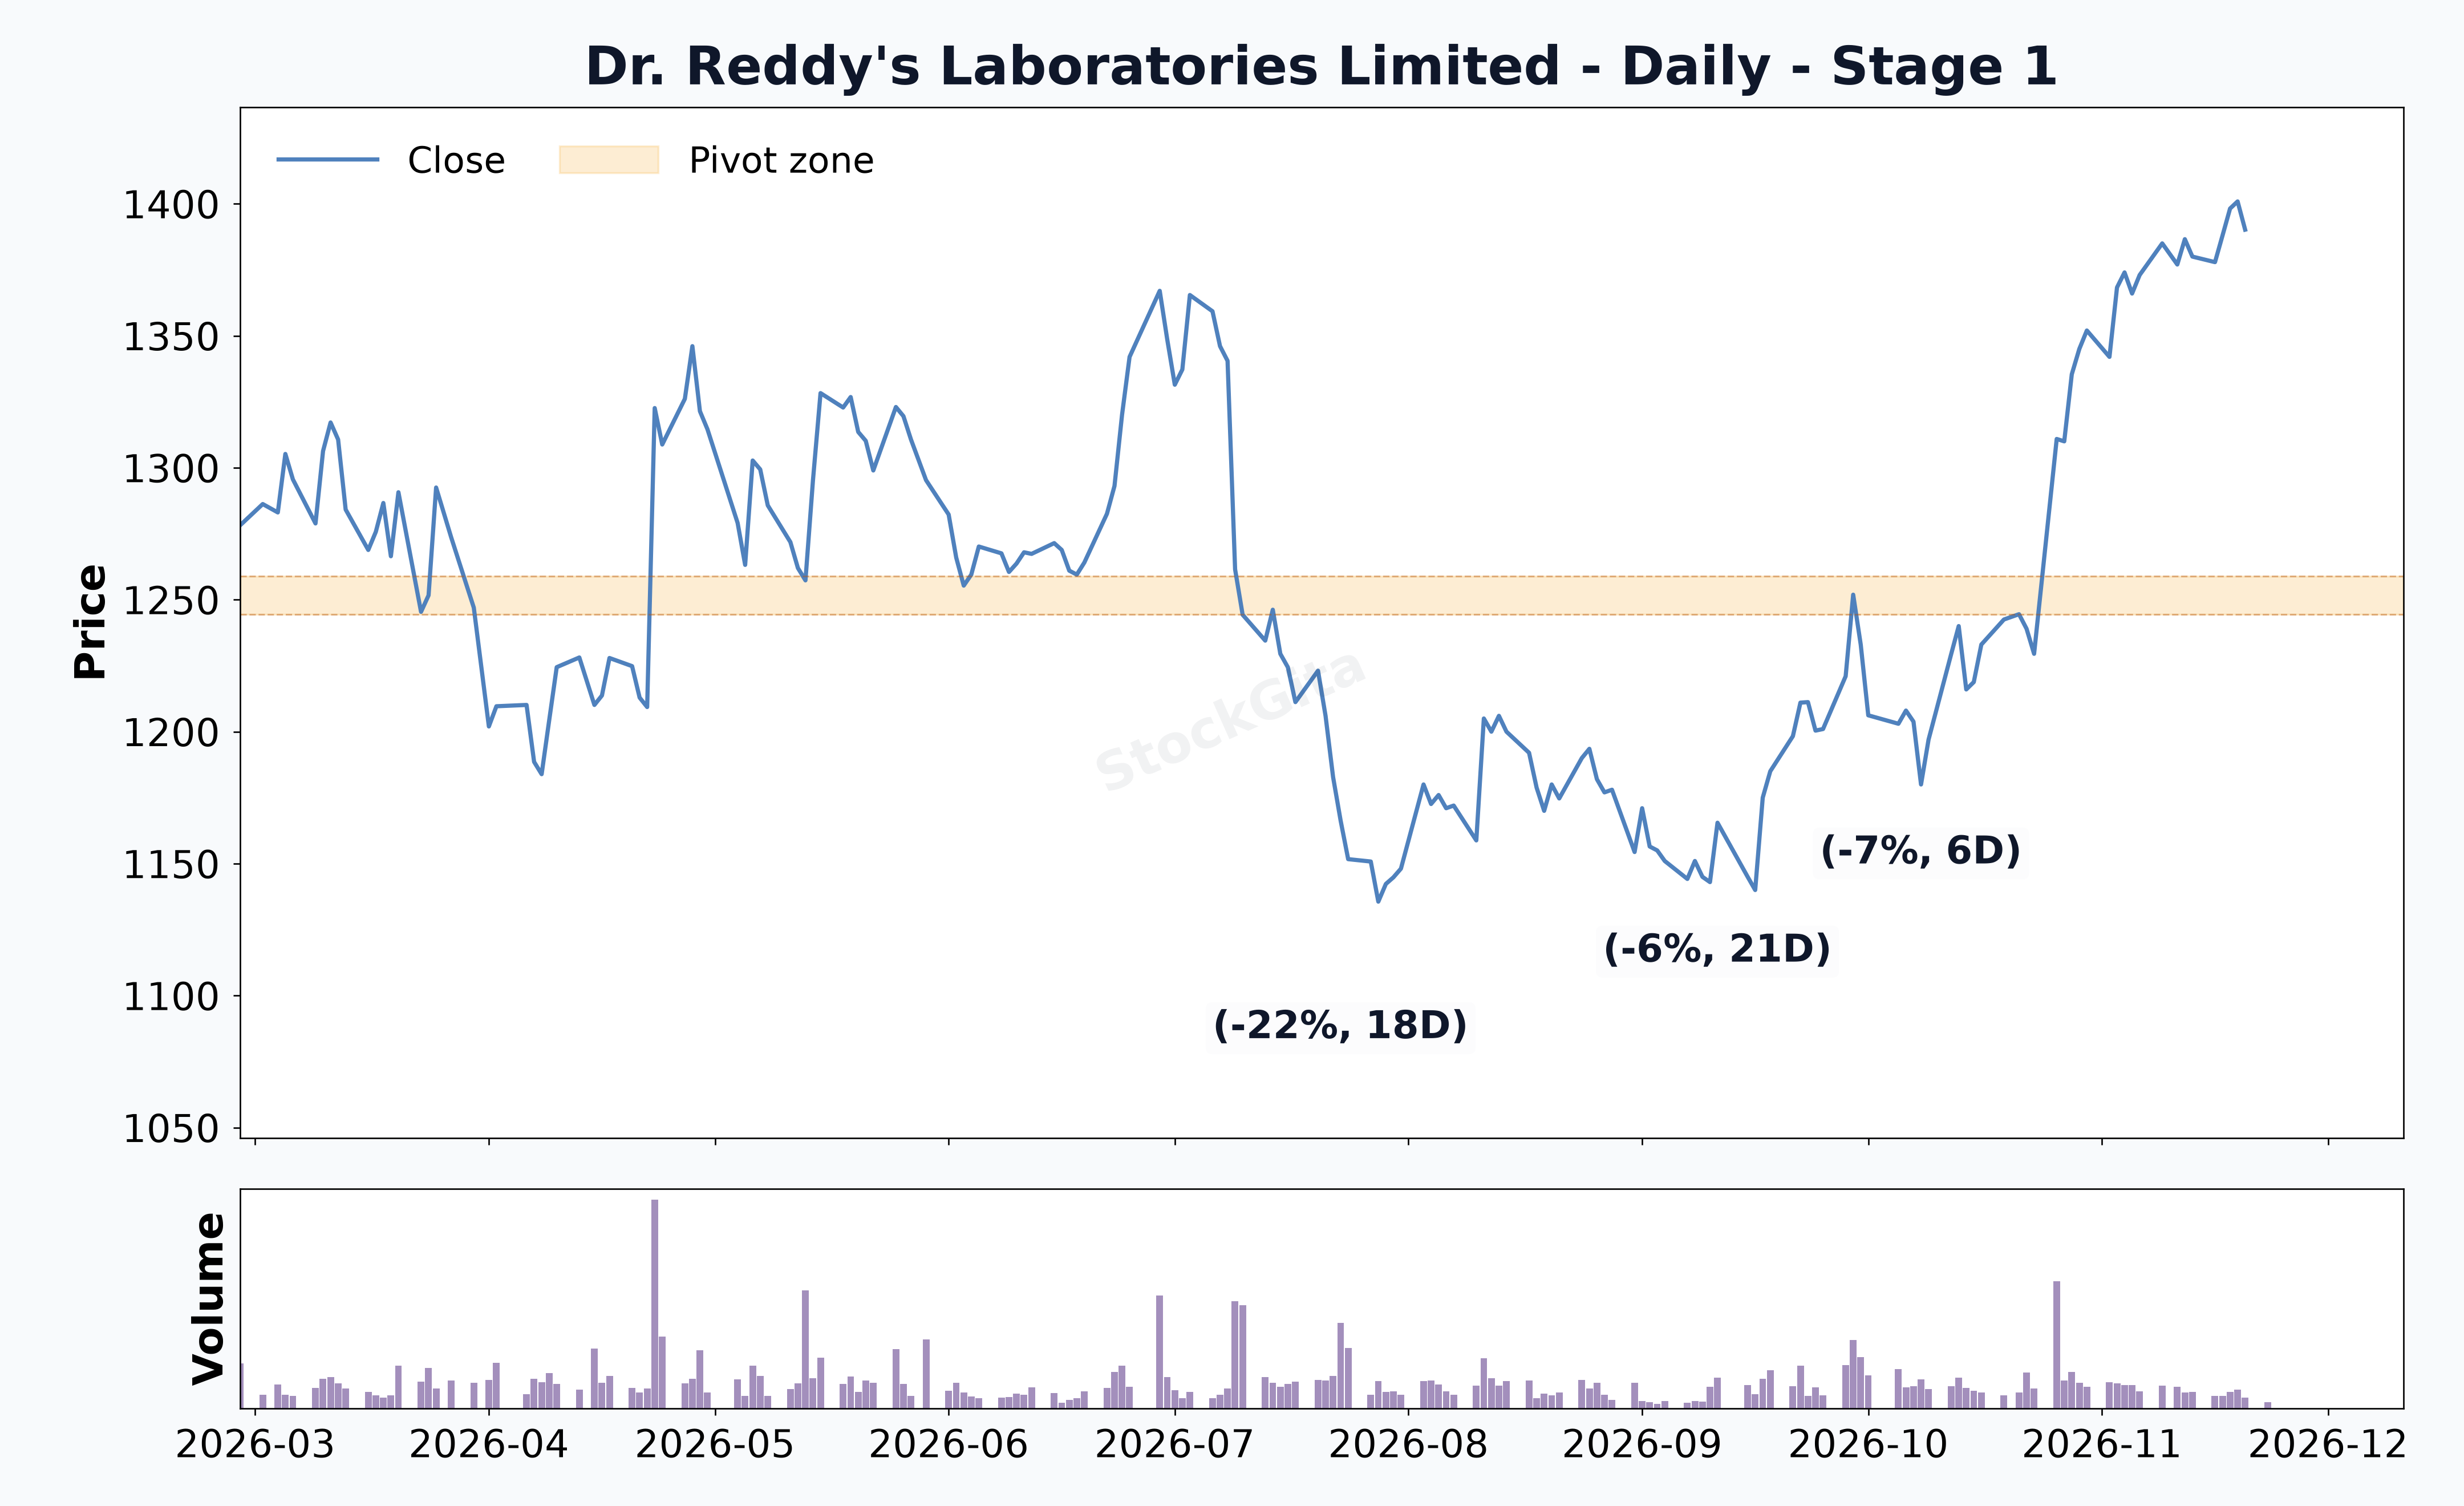 Dr. Reddy's Laboratories Limited - Daily - Stage 1
Close
Pivot zone
Price
1400
1350
1300
1250
1200
1150
1100
1050
StockGita
(-7%, 6D)
(-6%, 21D)
(-22%, 18D)
Volume
2026-03 2026-04 2026-05 2026-06 2026-07 2026-08 2026-09 2026-10 2026-11 2026-12